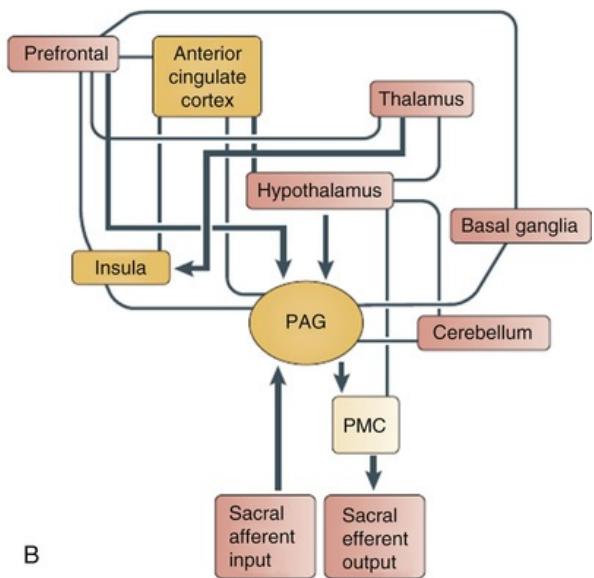 Prefrontal
Anterior
cingulate
cortex
Thalamus
Hypothalamus
Basal ganglia
Insula
PAG
Cerebellum
PMC
Sacral
afferent
input
Sacral
efferent
output
B